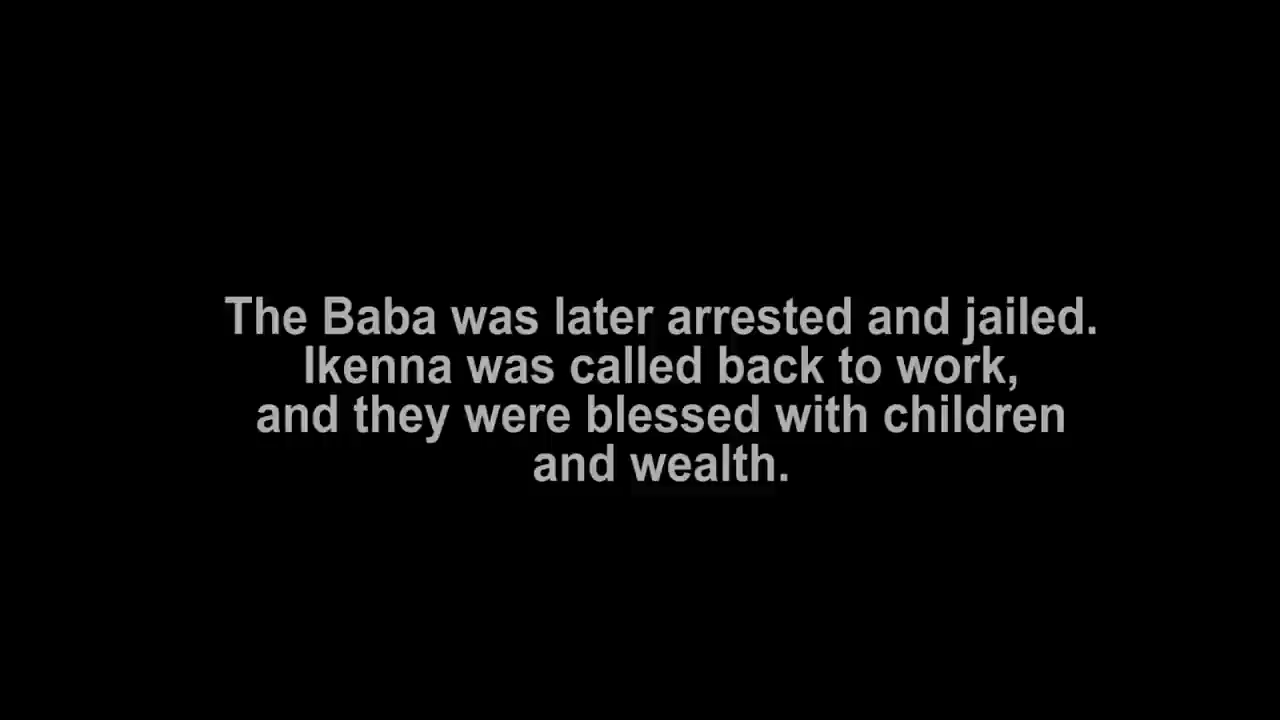 The Baba was later arrested and jailed.
Ikenna was called back to work,
and they were blessed with children
and wealth.